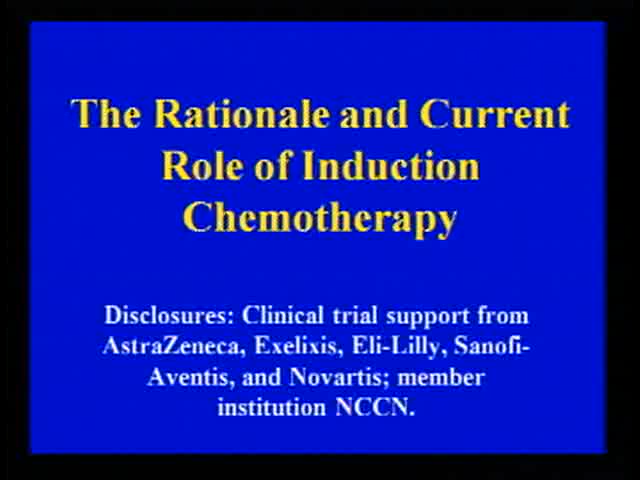 The Rationale and Current
Role of Induction
Chemotherapy
Disclosures: Clinical trial support from
AstraZeneca, Exelixis, Eli-Lilly, Sanofi-
Aventis, and Novartis; member
institution NCCN.